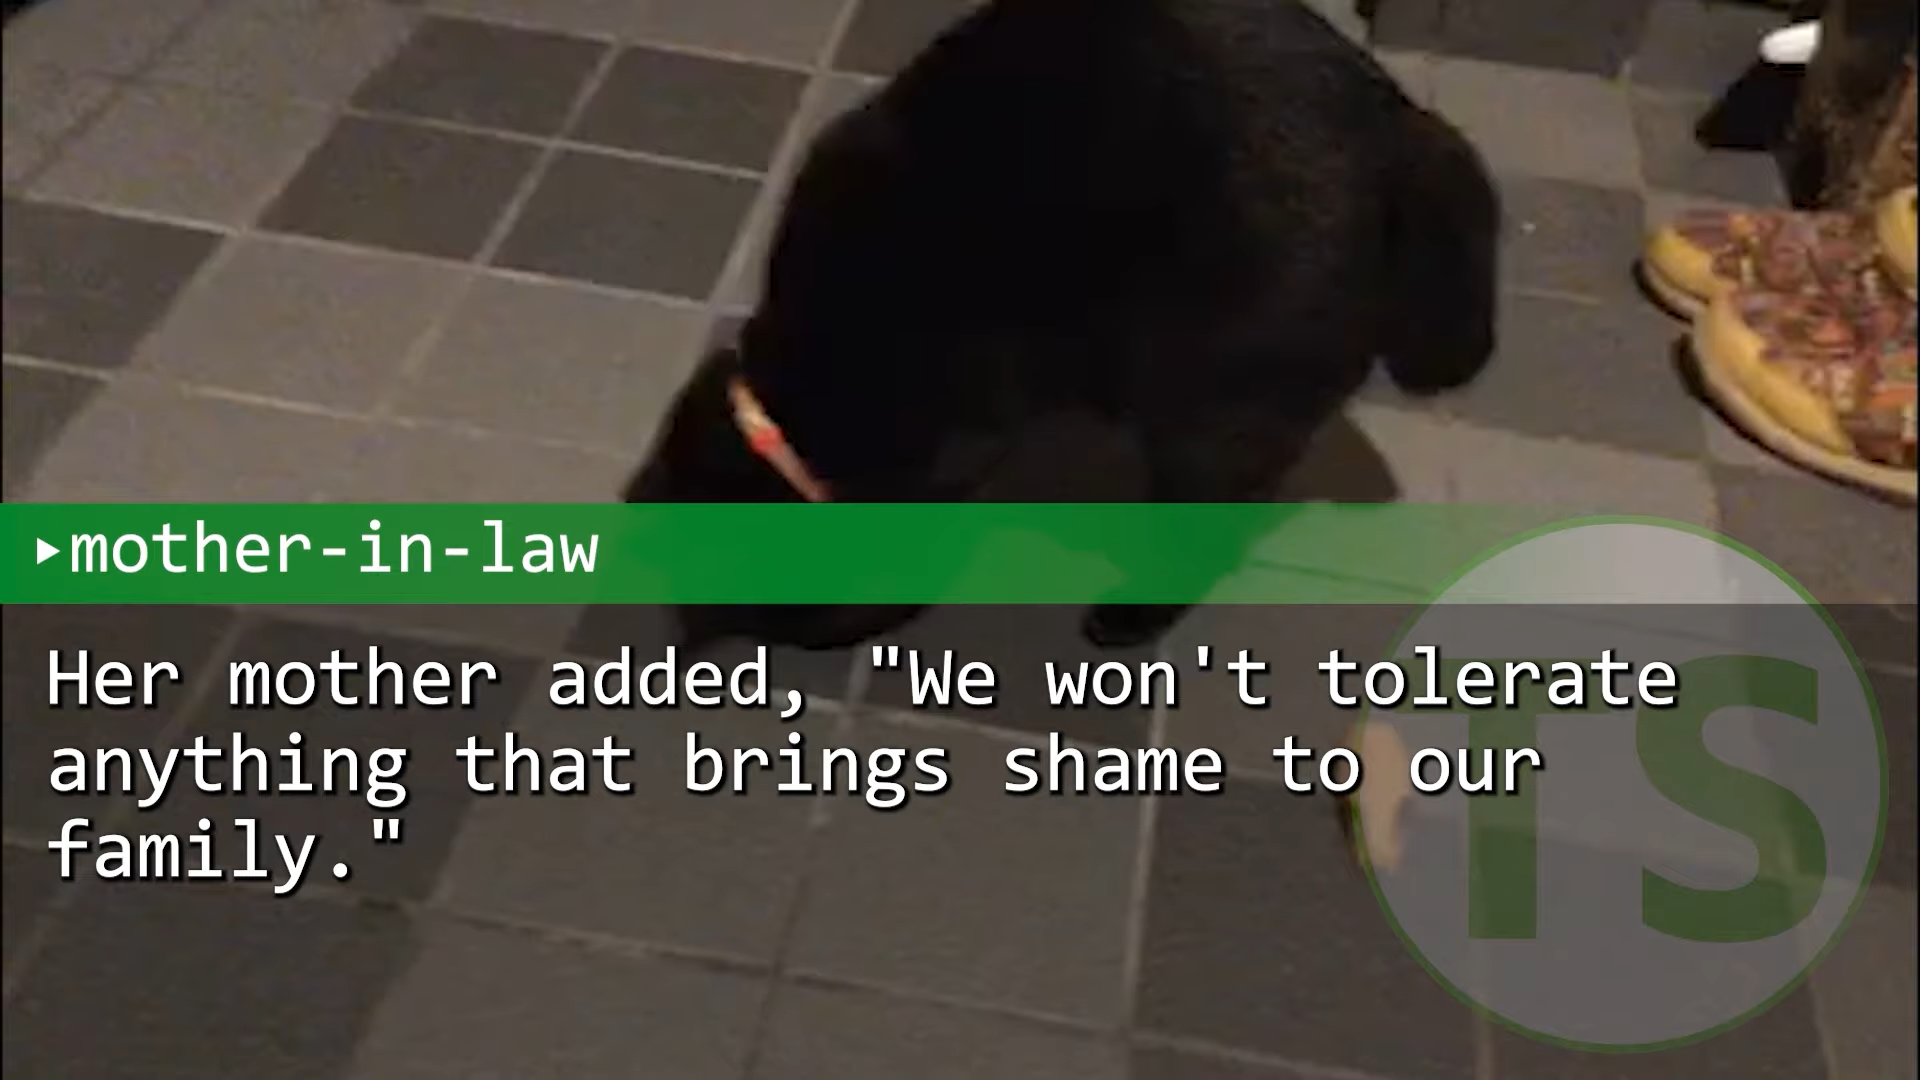 ▶mother-in-law
Her mother added, "We won't tolerate
anything that brings shame to our
family."
TS